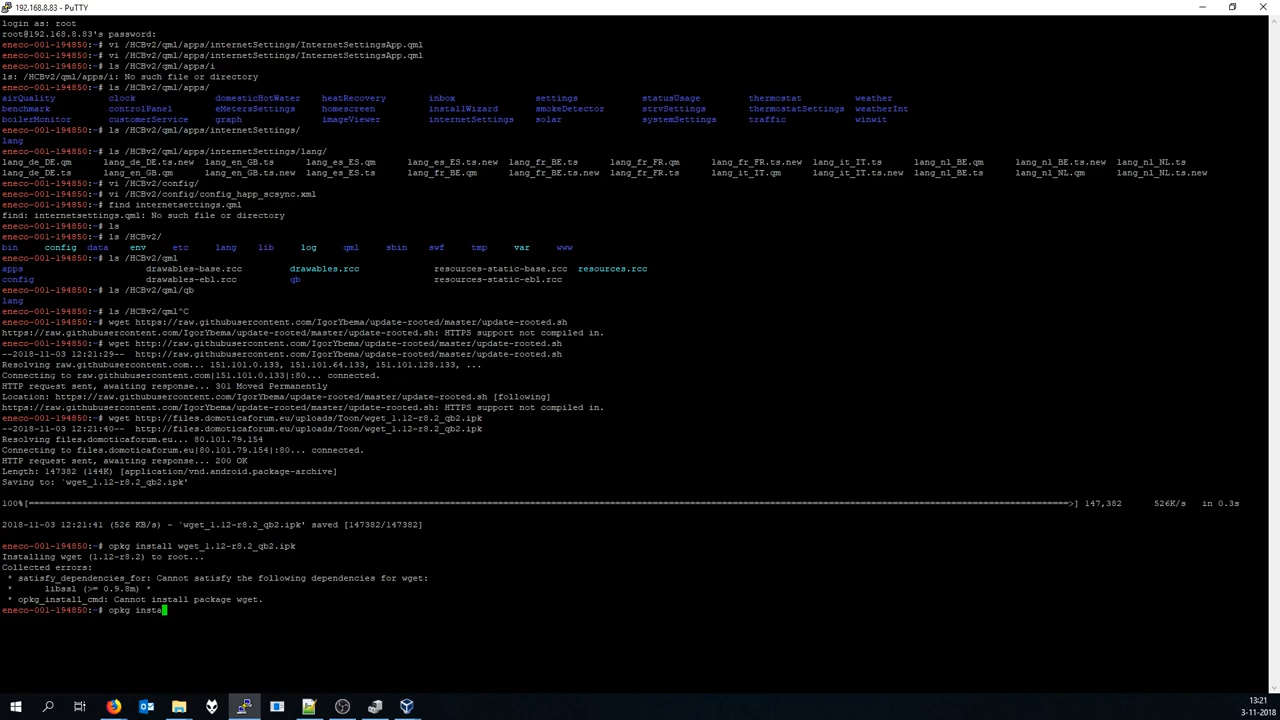 192.168.8.83 - PuTTY
login as: root
root@192.168.8.83's password:
eneco-001-194850:~# vi /HCBv2/qml/apps/internetSettings/InternetSettingsApp.qml
eneco-001-194850:~# vi /HCBv2/qml/apps/internetSettings/InternetSettingsApp.qml
eneco-001-194850:~# ls /HCBv2/qml/apps/i
ls: /HCBv2/qml/apps/i: No such file or directory
eneco-001-194850:~# ls /HCBv2/qml/apps/
airQuality clock domesticHotWater heatRecovery inbox settings statusUsage thermostat weather
benchmark controlPanel eMetersSettings homescreen installWizard smokeDetector strvSettings thermostatSettings weatherInt
boilerMonitor customerService graph imageViewer internetSettings solar systemSettings traffic winwit
eneco-001-194850:~# ls /HCBv2/qml/apps/internetSettings/
lang
eneco-001-194850:~# ls /HCBv2/qml/apps/internetSettings/lang/
lang_de_DE.qm lang_de_DE.ts.new lang_en_GB.ts lang_es_ES.qm lang_es_ES.ts.new lang_fr_BE.ts lang_fr_FR.qm lang_fr_FR.ts.new lang_it_IT.ts lang_nl_BE.qm lang_nl_BE.ts.new lang_nl_NL.ts
lang_de_DE.ts lang_en_GB.qm lang_en_GB.ts.new lang_es_ES.ts lang_fr_BE.qm lang_fr_BE.ts.new lang_fr_FR.ts lang_it_IT.qm lang_it_IT.ts.new lang_nl_BE.ts lang_nl_NL.qm lang_nl_NL.ts.new
eneco-001-194850:~# vi /HCBv2/config/
eneco-001-194850:~# vi /HCBv2/config/config_happ_scsync.xml
eneco-001-194850:~# find internetsettings.qml
find: internetsettings.qml: No such file or directory
eneco-001-194850:~# ls
eneco-001-194850:~# ls /HCBv2/
bin config data env etc lang lib log qml sbin swf tmp var www
eneco-001-194850:~# ls /HCBv2/qml
apps drawables-base.rcc drawables.rcc resources-static-base.rcc resources.rcc
config drawables-ebl.rcc qb resources-static-ebl.rcc
eneco-001-194850:~# ls /HCBv2/qml/qb
lang
eneco-001-194850:~# ls /HCBv2/qml^C
eneco-001-194850:~# wget https://raw.githubusercontent.com/IgorYbema/update-rooted/master/update-rooted.sh
https://raw.githubusercontent.com/IgorYbema/update-rooted/master/update-rooted.sh: HTTPS support not compiled in.
eneco-001-194850:~# wget http://raw.githubusercontent.com/IgorYbema/update-rooted/master/update-rooted.sh
--2018-11-03 12:21:29-- http://raw.githubusercontent.com/IgorYbema/update-rooted/master/update-rooted.sh
Resolving raw.githubusercontent.com... 151.101.0.133, 151.101.64.133, 151.101.128.133, ...
Connecting to raw.githubusercontent.com|151.101.0.133|:80... connected.
HTTP request sent, awaiting response... 301 Moved Permanently
Location: https://raw.githubusercontent.com/IgorYbema/update-rooted/master/update-rooted.sh [following]
https://raw.githubusercontent.com/IgorYbema/update-rooted/master/update-rooted.sh: HTTPS support not compiled in.
eneco-001-194850:~# wget http://files.domoticaforum.eu/uploads/Toon/wget_1.12-r8.2_qb2.ipk
--2018-11-03 12:21:40-- http://files.domoticaforum.eu/uploads/Toon/wget_1.12-r8.2_qb2.ipk
Resolving files.domoticaforum.eu... 80.101.79.154
Connecting to files.domoticaforum.eu|80.101.79.154|:80... connected.
HTTP request sent, awaiting response... 200 OK
Length: 147382 (144K) [application/vnd.android.package-archive]
Saving to: `wget_1.12-r8.2_qb2.ipk'
100%[======================================================================================>] 147,382 526K/s in 0.3s
2018-11-03 12:21:41 (526 KB/s) - `wget_1.12-r8.2_qb2.ipk' saved [147382/147382]
eneco-001-194850:~# opkg install wget_1.12-r8.2_qb2.ipk
Installing wget (1.12-r8.2) to root...
Collected errors:
* satisfy_dependencies_for: Cannot satisfy the following dependencies for wget:
* libssl (>= 0.9.8m) *
* opkg_install_cmd: Cannot install package wget.
eneco-001-194850:~# opkg insta
13:21
3-11-2018